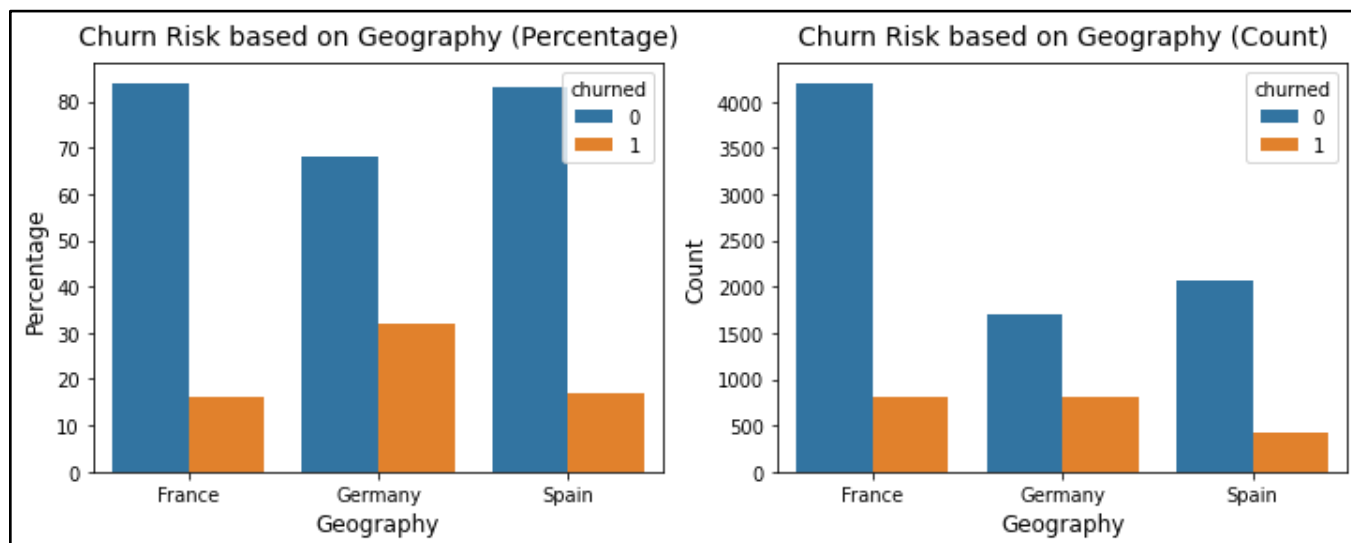 Churn Risk based on Geography (Percentage)
churned
0
1
80
70
60
50
40
30
20
10
0
Percentage
France
Germany
Spain
Geography
Churn Risk based on Geography (Count)
churned
0
1
4000
3500
3000
2500
2000
1500
1000
500
0
Count
France
Germany
Spain
Geography